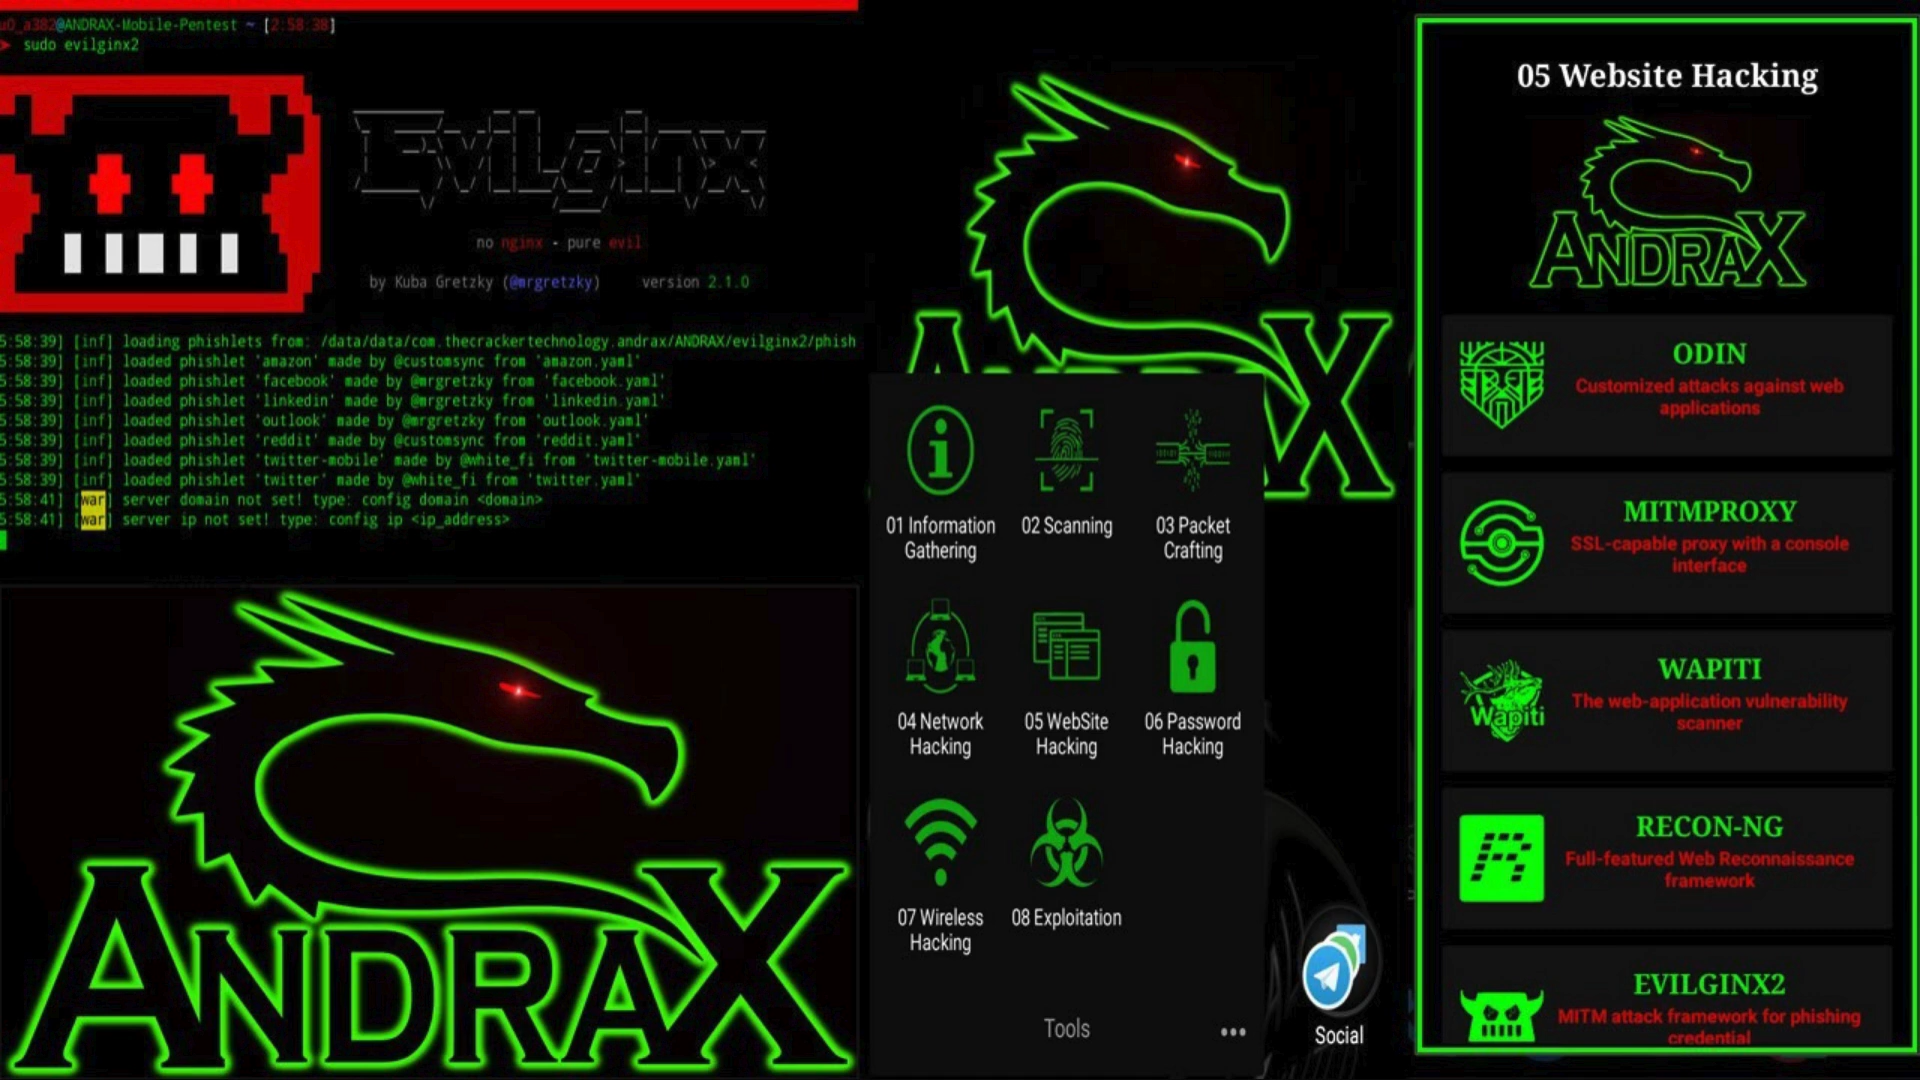 u0_a382@ANDRAX-Mobile-Pentest ~ [2:58:38]
sudo evilginx2
Evilginx
no nginx - pure evil
by Kuba Gretzky (@mrgretzky) version 2.1.0
5:58:39] [inf] loading phishlets from: /data/data/com.thecrackertechnology.andrax/ANDRAX/evilginx2/phish
5:58:39] [inf] loaded phishlet 'amazon' made by @customsync from 'amazon.yaml'
5:58:39] [inf] loaded phishlet 'facebook' made by @mrgretzky from 'facebook.yaml'
5:58:39] [inf] loaded phishlet 'linkedin' made by @mrgretzky from 'linkedin.yaml'
5:58:39] [inf] loaded phishlet 'outlook' made by @mrgretzky from 'outlook.yaml'
5:58:39] [inf] loaded phishlet 'reddit' made by @customsync from 'reddit.yaml'
5:58:39] [inf] loaded phishlet 'twitter-mobile' made by @white_fi from 'twitter-mobile.yaml'
5:58:39] [inf] loaded phishlet 'twitter' made by @white_fi from 'twitter.yaml'
5:58:41] [war] server domain not set! type: config domain <domain>
5:58:41] [war] server ip not set! type: config ip <ip_address>
ANDRAX
01 Information
Gathering
02 Scanning
03 Packet
Crafting
04 Network
Hacking
05 WebSite
Hacking
06 Password
Hacking
07 Wireless
Hacking
08 Exploitation
Tools
Social
05 Website Hacking
ANDRAX
ODIN
Customized attacks against web
applications
MITMPROXY
SSL-capable proxy with a console
interface
Wapiti
WAPITI
The web-application vulnerability
scanner
RECON-NG
Full-featured Web Reconnaissance
framework
EVILGINX2
MITM attack framework for phishing
credential